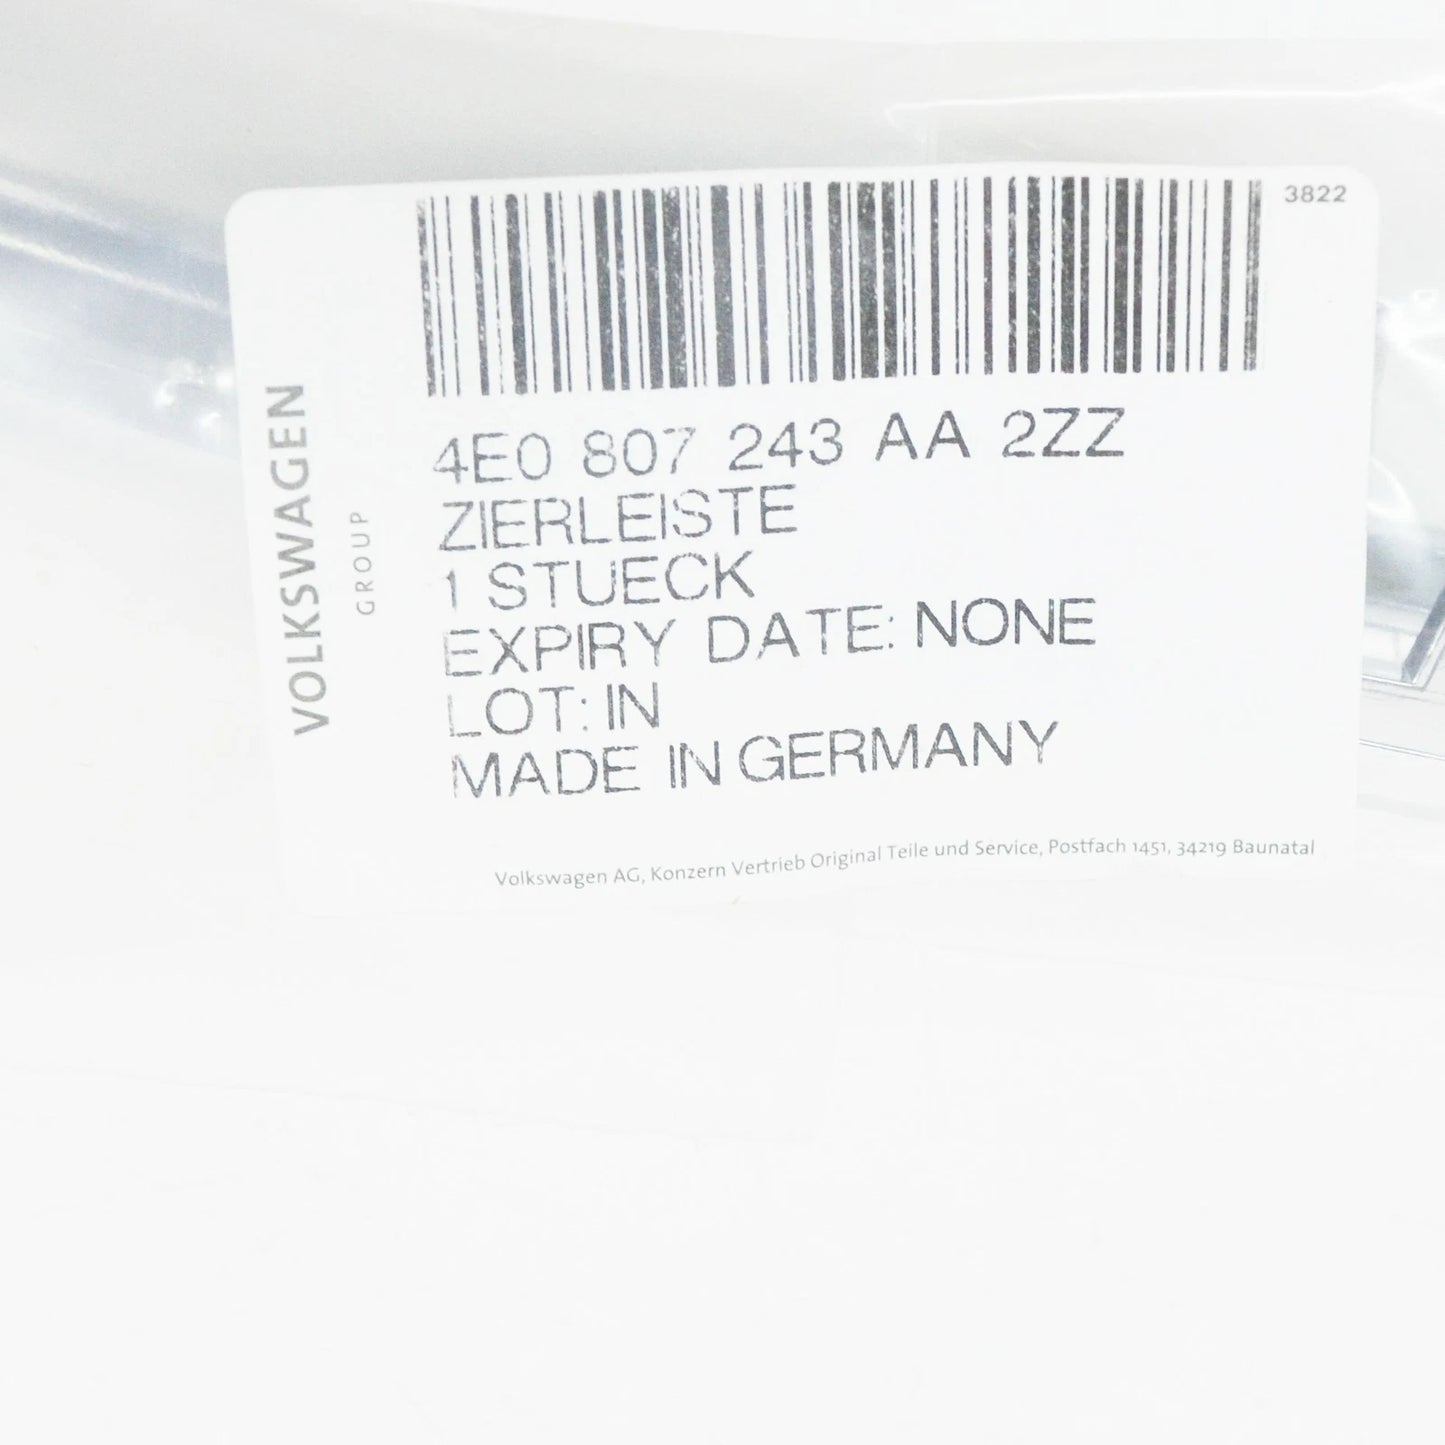 3822
4E0 807 243 AA 2ZZ
ZIERLEISTE
1 STUECK
EXPIRY DATE: NONE
LOT: IN
MADE IN GERMANY
VOLKSWAGEN
GROUP
Volkswagen AG, Konzern Vertrieb Original Teile und Service, Postfach 1451, 34219 Baunatal